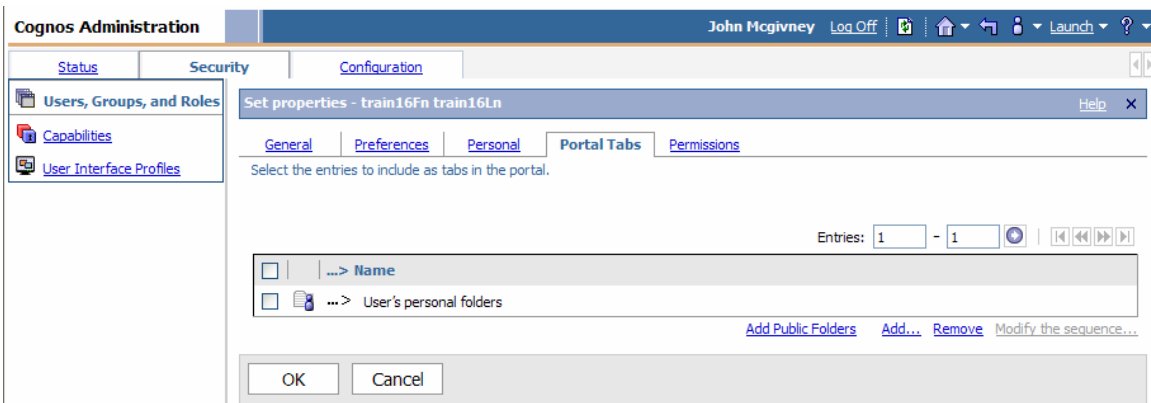 Cognos Administration John Mcgivney Log Off Launch ?
Status Security Configuration
Users, Groups, and Roles
Capabilities
User Interface Profiles
Set properties - train16Fn train16Ln Help X
General Preferences Personal Portal Tabs Permissions
Select the entries to include as tabs in the portal.
Entries: 1 - 1
...> Name
...> User's personal folders
Add Public Folders Add... Remove Modify the sequence...
OK Cancel